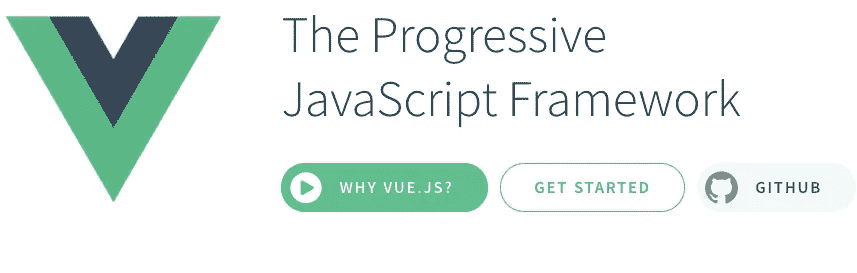 The Progressive
JavaScript Framework
WHY VUE.JS? GET STARTED GITHUB